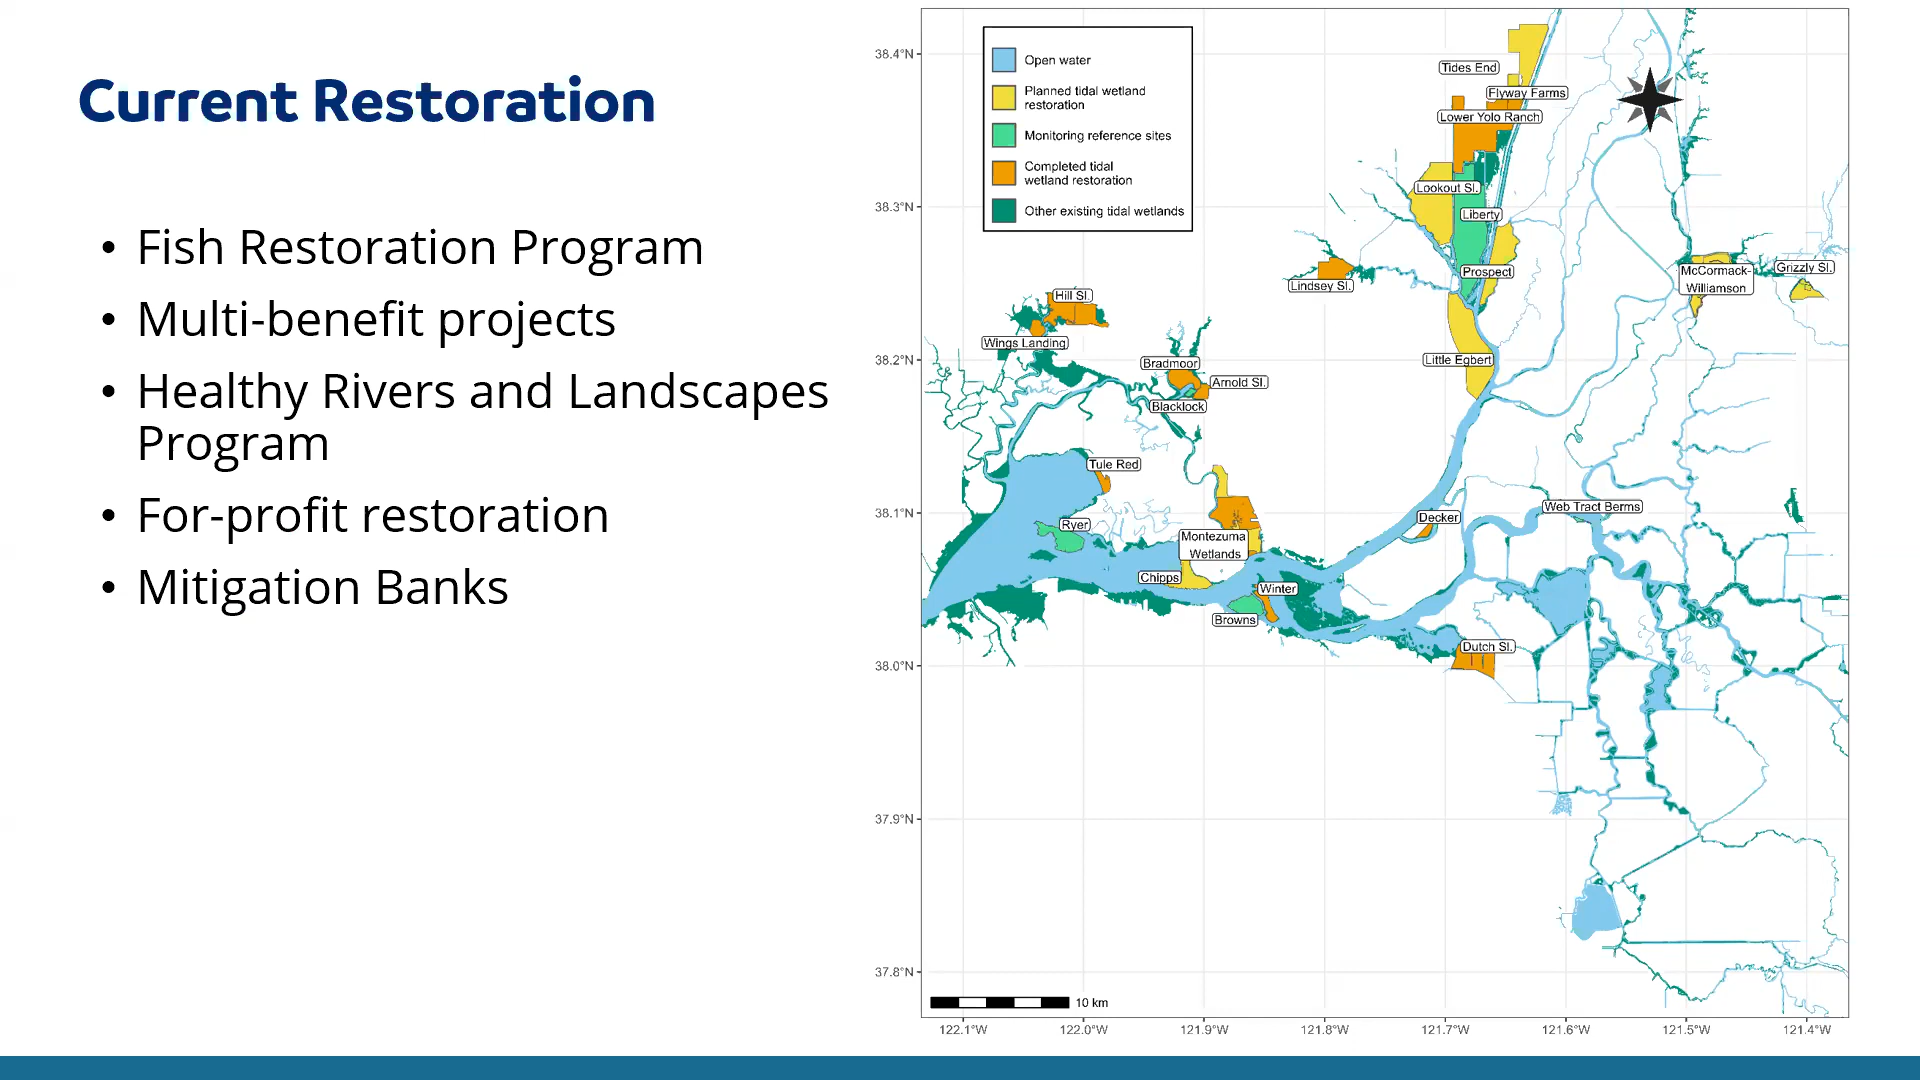 Current Restoration
• Fish Restoration Program
• Multi-benefit projects
• Healthy Rivers and Landscapes
Program
• For-profit restoration
• Mitigation Banks
Open water
Planned tidal wetland
restoration
Monitoring reference sites
Completed tidal
wetland restoration
Other existing tidal wetlands
38.4°N
38.3°N
38.2°N
38.1°N
38.0°N
37.9°N
37.8°N
Tides End
Flyway Farms
Lower Yolo Ranch
Lookout Sl.
Liberty
Prospect
Lindsey Sl.
McCormack-
Williamson
Grizzly Sl.
Hill Sl.
Wings Landing
Bradmoor
Arnold Sl.
Blacklock
Little Egbert
Tule Red
Ryer
Montezuma
Wetlands
Chipps
Decker
Web Tract Berms
Winter
Browns
Dutch Sl.
10 km
122.1°W
122.0°W
121.9°W
121.8°W
121.7°W
121.6°W
121.5°W
121.4°W